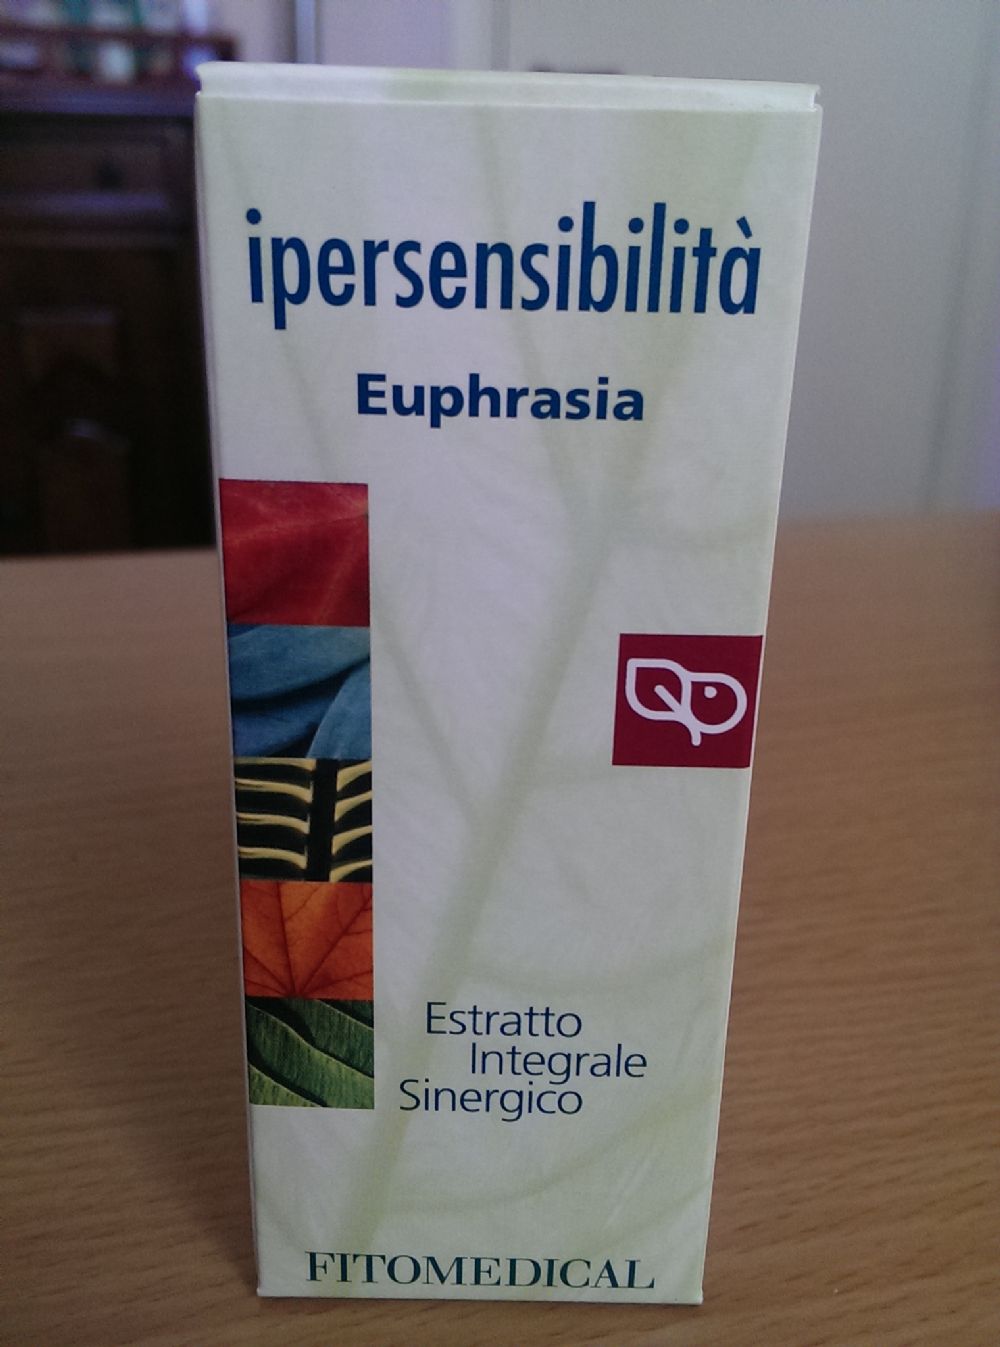 ipersensibilità
Euphrasia
Estratto
Integrale
Sinergico
FITOMEDICAL